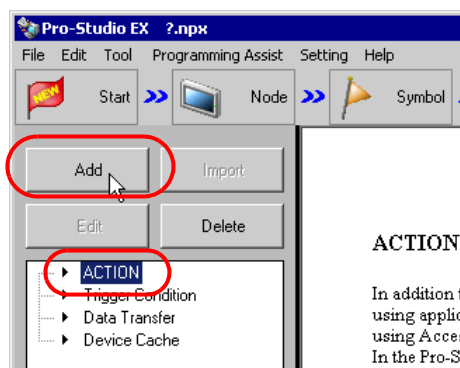 Pro-Studio EX ?.npx
File Edit Tool Programming Assist Setting Help
NEW Start Node Symbol
Add Import
Edit Delete
ACTION
Trigger Condition
Data Transfer
Device Cache
ACTION
In addition
using applic
using Acces
In the Pro-S